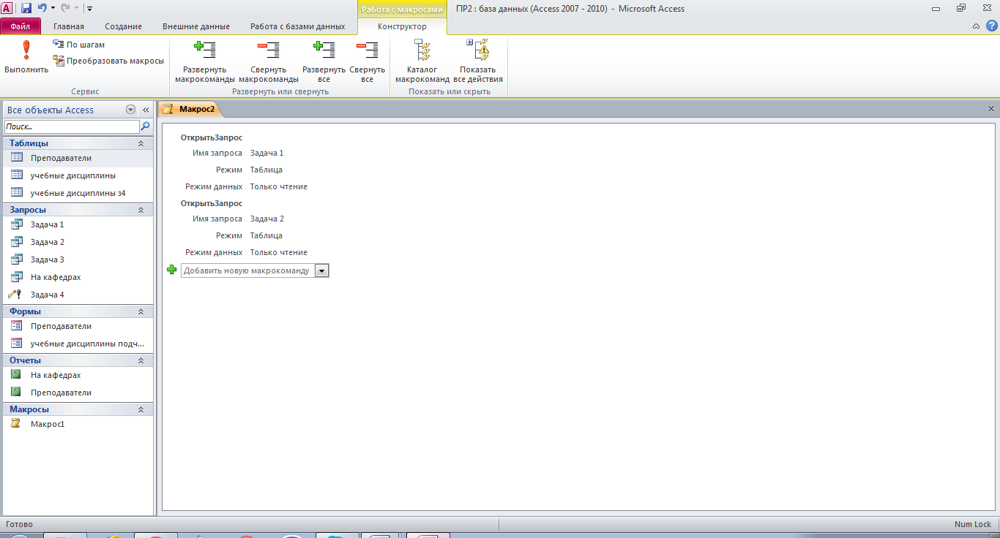 Работа с макросами
ПР2 : база данных (Access 2007 - 2010) - Microsoft Access
Файл Главная Создание Внешние данные Работа с базами данных Конструктор
Выполнить
По шагам
Преобразовать макросы
Сервис
Развернуть макрокоманды
Свернуть макрокоманды
Развернуть все
Свернуть все
Развернуть или свернуть
Каталог макрокоманд
Показать все действия
Показать или скрыть
Все объекты Access
Поиск...
Таблицы
Преподаватели
учебные дисциплины
учебные дисциплины з4
Запросы
Задача 1
Задача 2
Задача 3
На кафедрах
Задача 4
Формы
Преподаватели
учебные дисциплины подч...
Отчеты
На кафедрах
Преподаватели
Макросы
Макрос1
Макрос2
ОткрытьЗапрос
Имя запроса Задача 1
Режим Таблица
Режим данных Только чтение
ОткрытьЗапрос
Имя запроса Задача 2
Режим Таблица
Режим данных Только чтение
Добавить новую макрокоманду
Готово
Num Lock